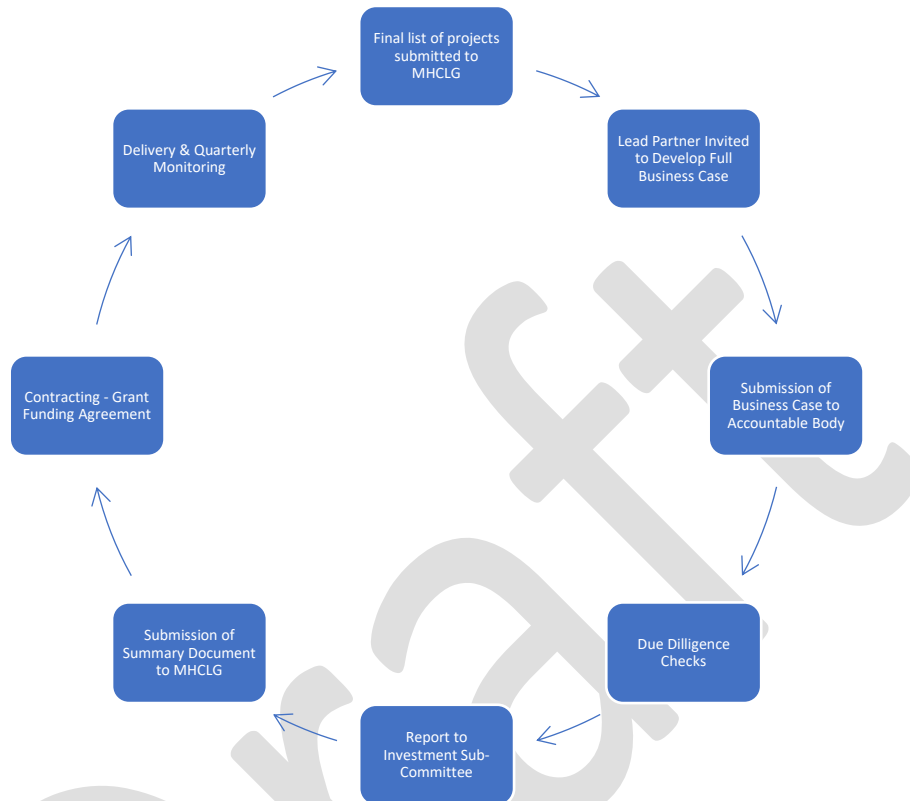 Final list of projects
submitted to
MHCLG
Lead Partner Invited
to Develop Full
Business Case
Submission of
Business Case to
Accountable Body
Due Dilligence
Checks
Report to
Investment Sub-
Committee
Submission of
Summary Document
to MHCLG
Contracting - Grant
Funding Agreement
Delivery & Quarterly
Monitoring